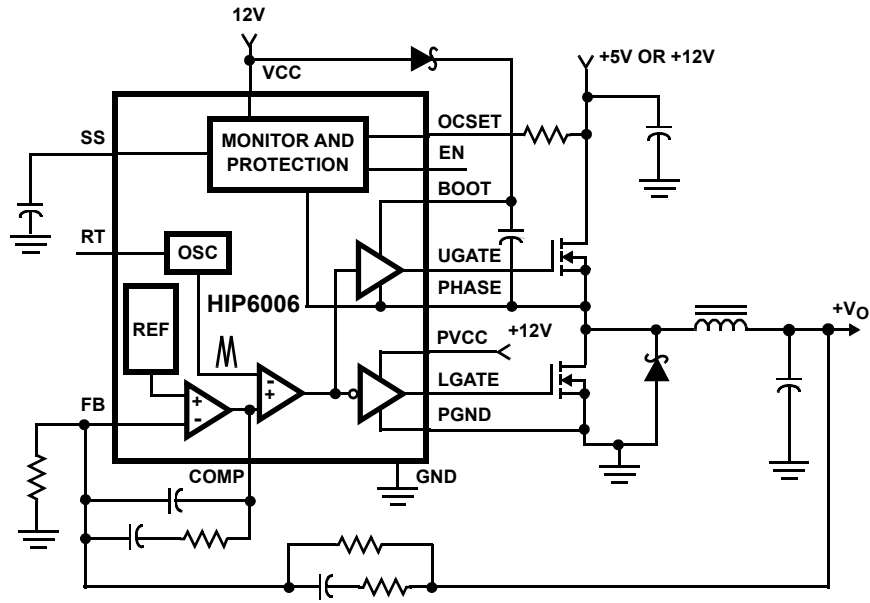 12V
+5V OR +12V
VCC
OCSET
SS
MONITOR AND
PROTECTION
EN
BOOT
RT
OSC
UGATE
HIP6006
PHASE
REF
+VO
PVCC
+12V
-
+
LGATE
FB
+
-
PGND
COMP
GND